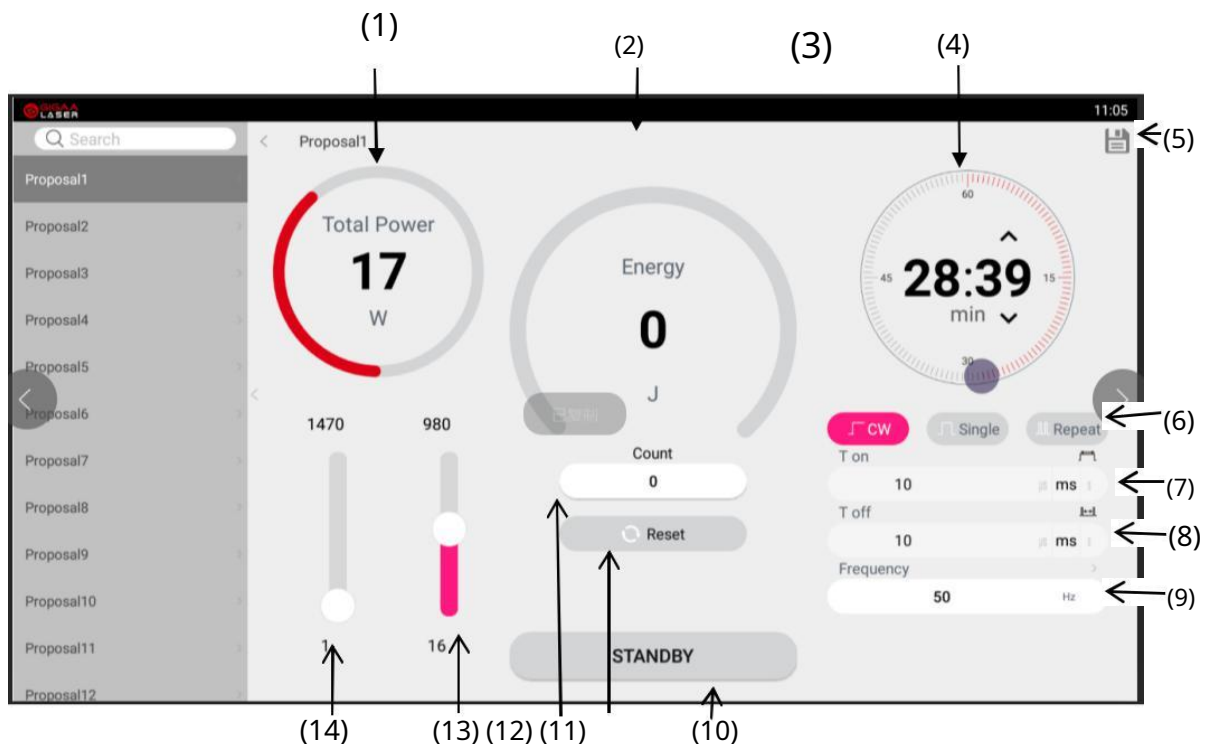 (1)
(2)
(3)
(4)
GIGAA
LASER
11:05
Search
Proposal1
(5)
Proposal1
Proposal2
Proposal3
Proposal4
Proposal5
Proposal6
Proposal7
Proposal8
Proposal9
Proposal10
Proposal11
Proposal12
Total Power
17
W
Energy
0
J
60
45
15
30
28:39
min
1470
980
CW
Single
Repeat
(6)
Count
0
T on
10
ms
(7)
Reset
T off
10
ms
(8)
Frequency
50
Hz
(9)
1
16
STANDBY
(14)
(13)
(12)
(11)
(10)